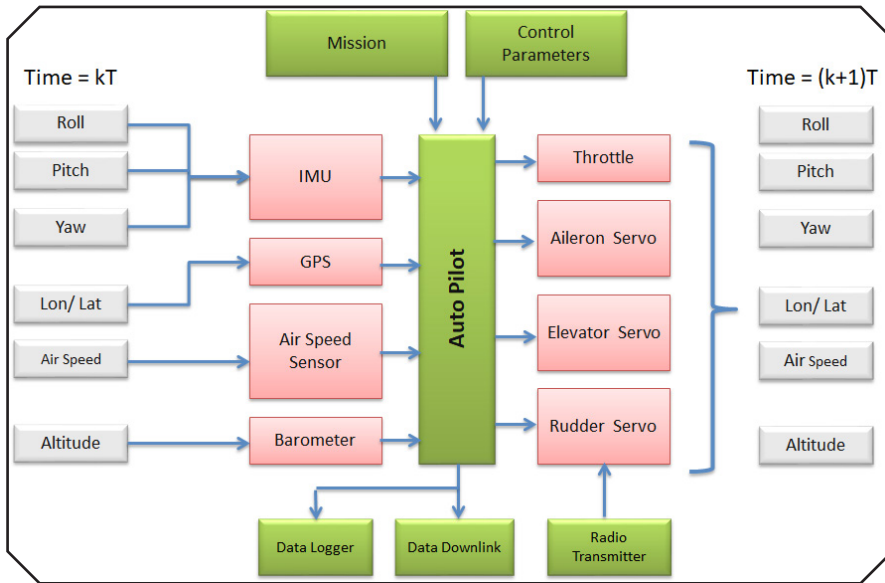 Mission
Control
Parameters
Time = kT
Roll
Pitch
Yaw
Lon/ Lat
Air Speed
Altitude
IMU
GPS
Air Speed
Sensor
Barometer
Auto Pilot
Throttle
Aileron Servo
Elevator Servo
Rudder Servo
Time = (k+1)T
Roll
Pitch
Yaw
Lon/ Lat
Air Speed
Altitude
Data Logger
Data Downlink
Radio
Transmitter